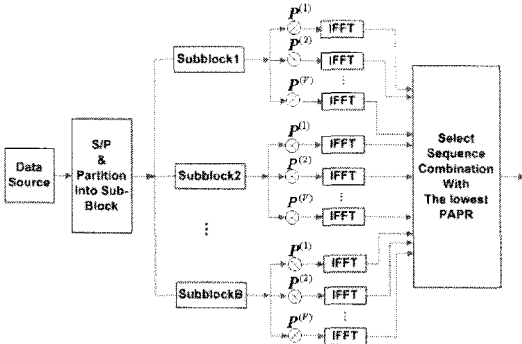 Data
Source
S/P
&
Partition
Into Sub-
Block
Subblock1
P(1)
IFFT
P(2)
IFFT
⋮
P(V)
IFFT
Subblock2
P(1)
IFFT
P(2)
IFFT
⋮
P(V)
IFFT
⋮
SubblockB
P(1)
IFFT
P(2)
IFFT
⋮
P(V)
IFFT
Select
Sequence
Combination
With
The lowest
PAPR